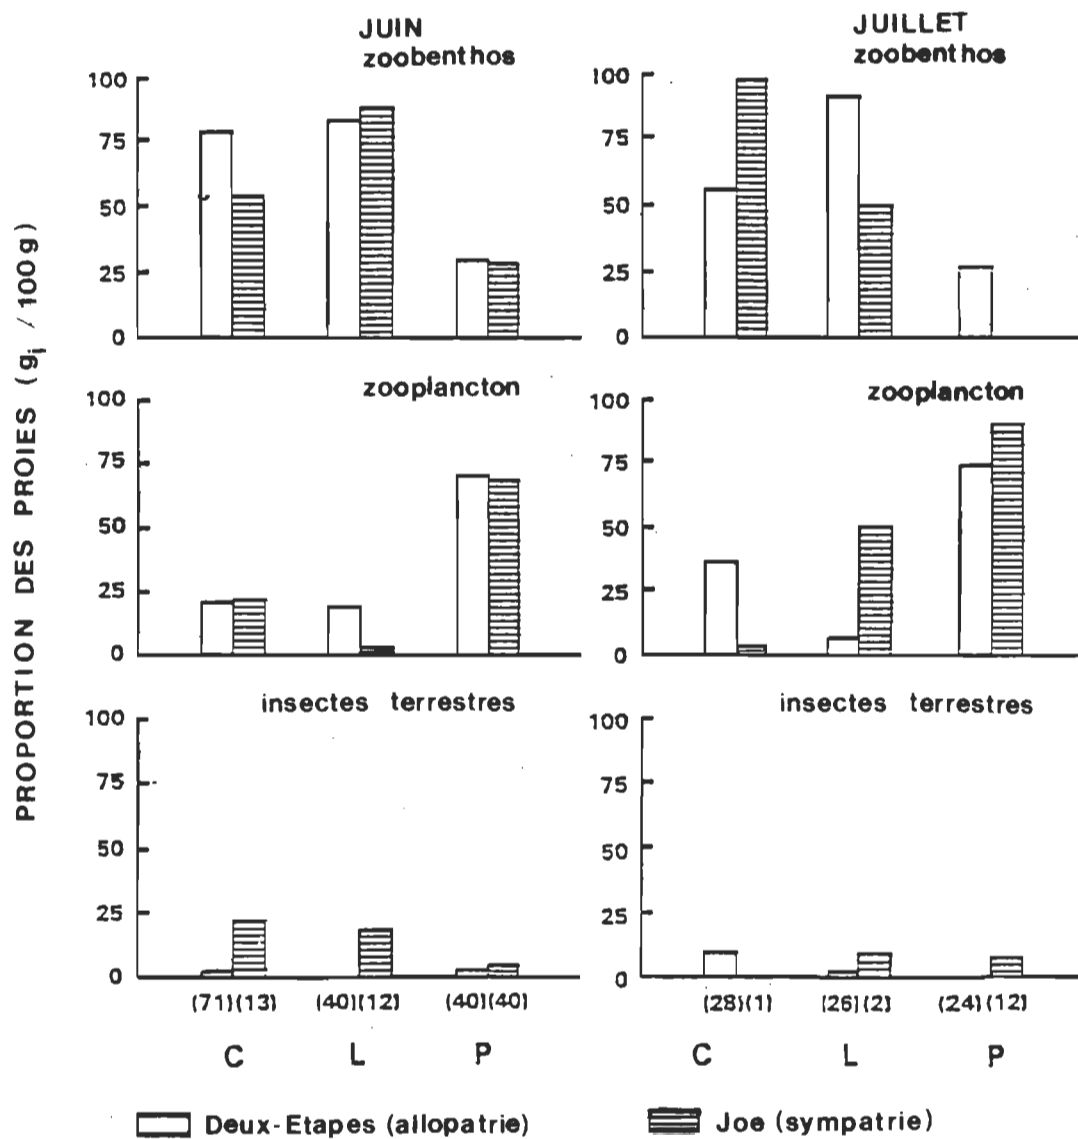 JUIN
zoobenthos
100
75
50
25
0
JUILLET
zoobenthos
100
75
50
25
0
PROPORTION DES PROIES (gi / 100 g)
zooplancton
100
75
50
25
0
zooplancton
100
75
50
25
0
insectes terrestres
100
75
50
25
0
(71)(13) (40)(12) (40)(40)
C L P
insectes terrestres
100
75
50
25
0
(28)(1) (26)(2) (24)(12)
C L P
Deux-Etapes (allopatrie)
Joe (sympatrie)